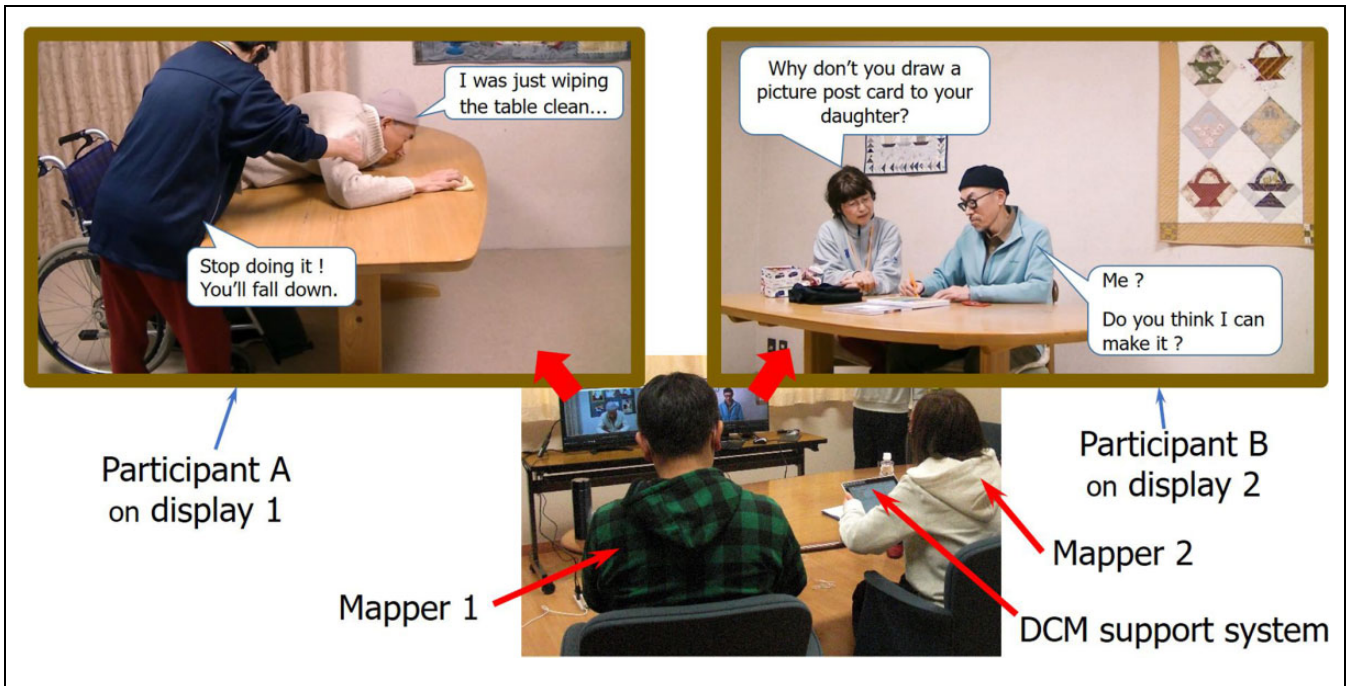 I was just wiping
the table clean...
Stop doing it !
You'll fall down.
Why don't you draw a
picture post card to your
daughter?
Me ?
Do you think I can
make it ?
Participant A
on display 1
Participant B
on display 2
Mapper 1
Mapper 2
DCM support system